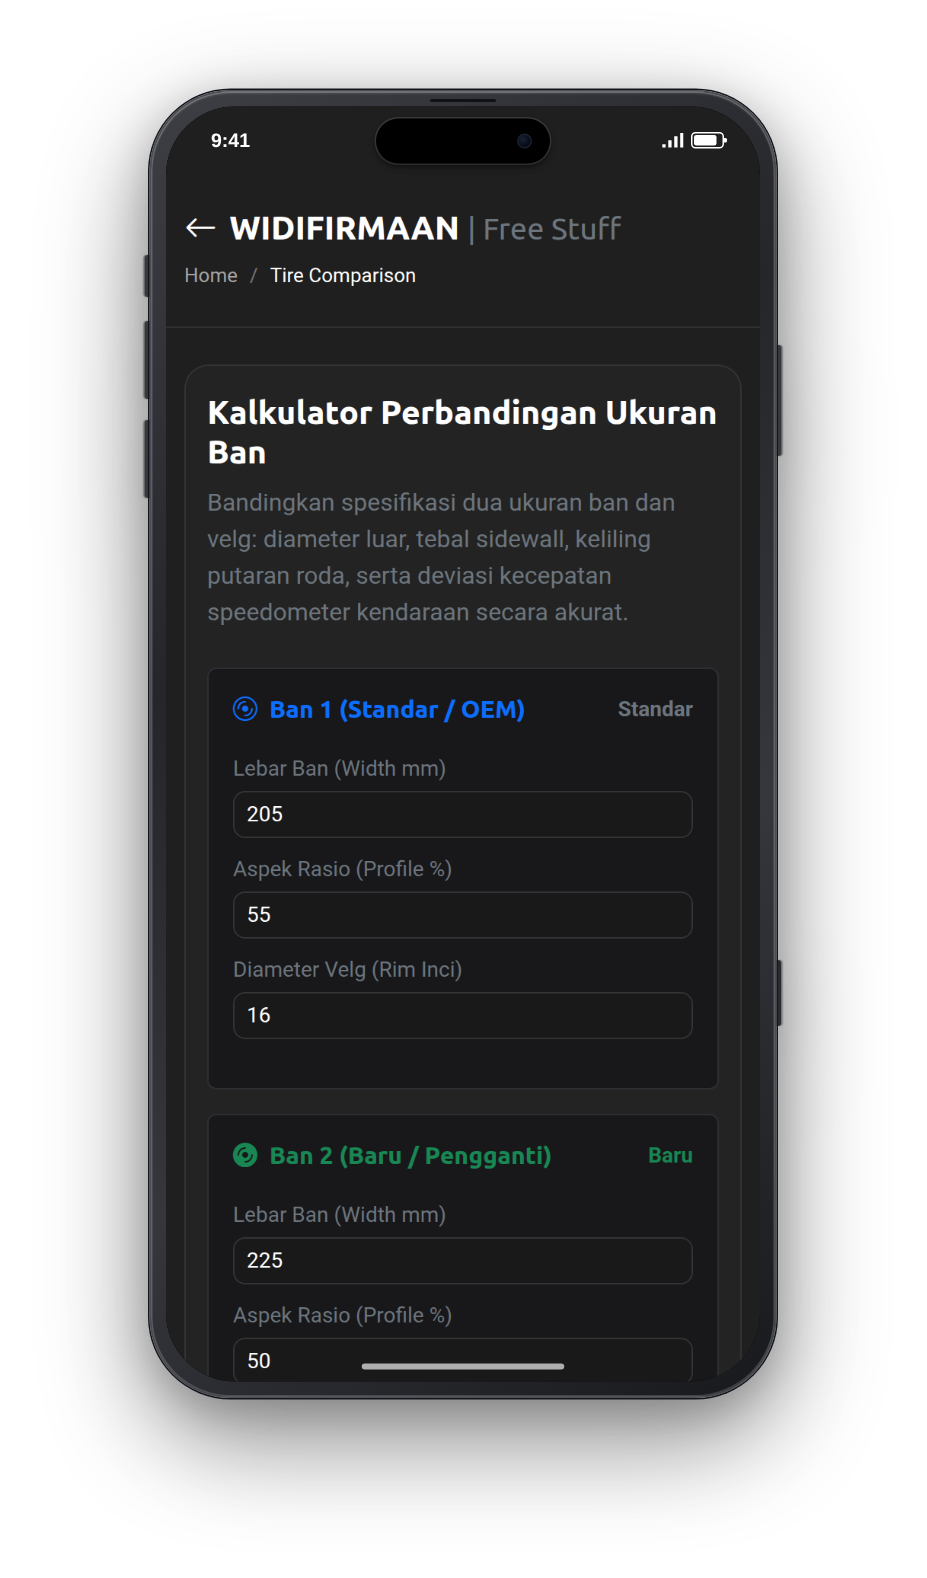 9:41
WIDIFIRMAAN | Free Stuff
Home / Tire Comparison
Kalkulator Perbandingan Ukuran
Ban
Bandingkan spesifikasi dua ukuran ban dan
velg: diameter luar, tebal sidewall, keliling
putaran roda, serta deviasi kecepatan
speedometer kendaraan secara akurat.
Ban 1 (Standar / OEM) Standar
Lebar Ban (Width mm)
205
Aspek Rasio (Profile %)
55
Diameter Velg (Rim Inci)
16
Ban 2 (Baru / Pengganti) Baru
Lebar Ban (Width mm)
225
Aspek Rasio (Profile %)
50